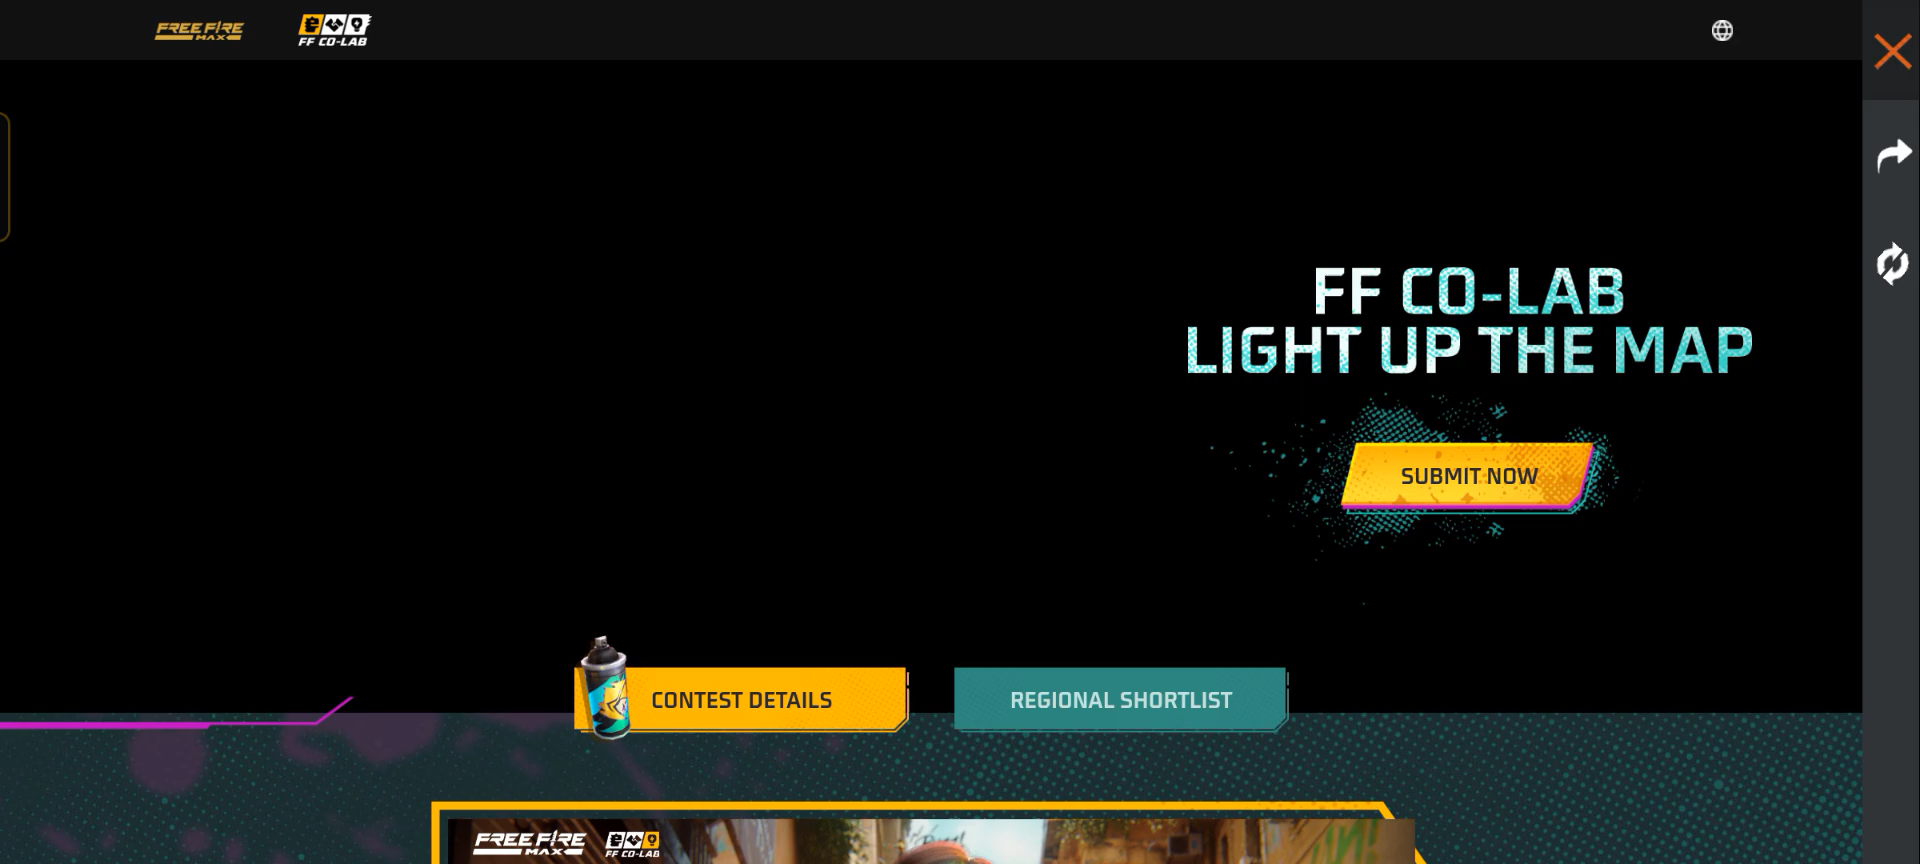 FREE FIRE
MAX
FF CO-LAB
FF CO-LAB
LIGHT UP THE MAP
SUBMIT NOW
CONTEST DETAILS
REGIONAL SHORTLIST
FREE FIRE
MAX
FF CO-LAB